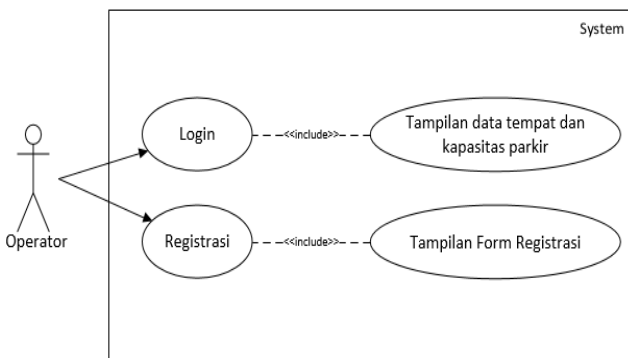 System
Login
<<include>>
Tampilan data tempat dan
kapasitas parkir
Operator
Registrasi
<<include>>
Tampilan Form Registrasi